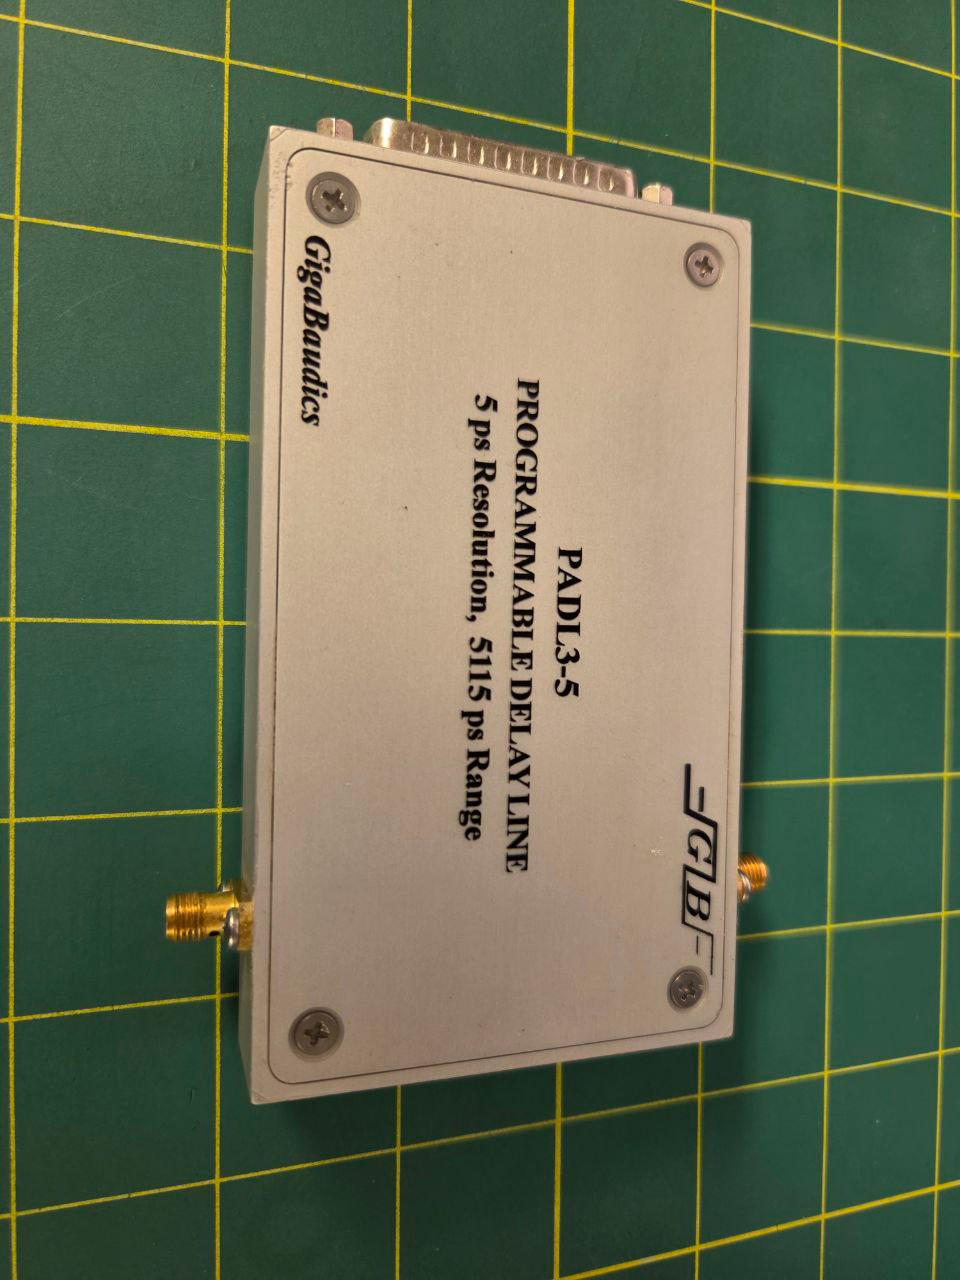 GB
PADL3-5
PROGRAMMABLE DELAY LINE
5 ps Resolution, 5115 ps Range
GigaBaudics